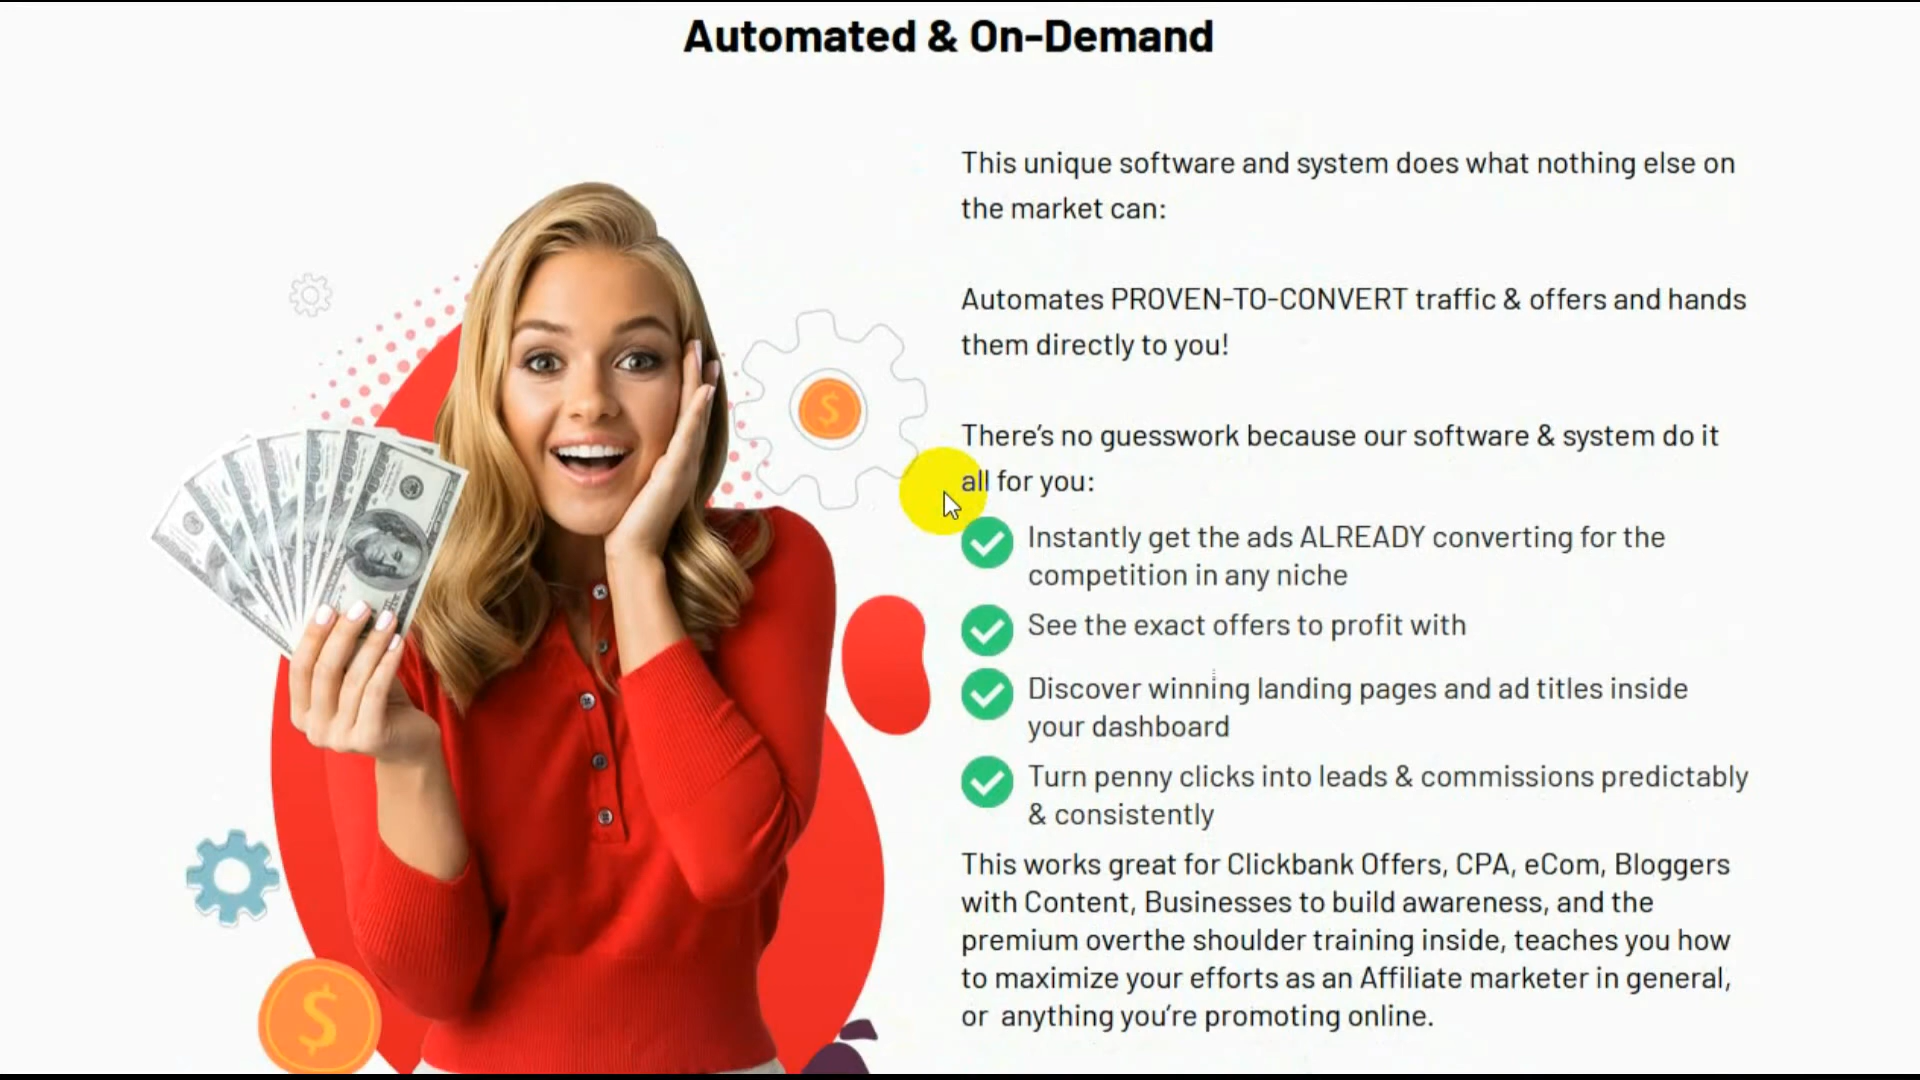 Automated & On-Demand
This unique software and system does what nothing else on
the market can:
Automates PROVEN-TO-CONVERT traffic & offers and hands
them directly to you!
There's no guesswork because our software & system do it
all for you:
Instantly get the ads ALREADY converting for the
competition in any niche
See the exact offers to profit with
Discover winning landing pages and ad titles inside
your dashboard
Turn penny clicks into leads & commissions predictably
& consistently
This works great for Clickbank Offers, CPA, eCom, Bloggers
with Content, Businesses to build awareness, and the
premium overthe shoulder training inside, teaches you how
to maximize your efforts as an Affiliate marketer in general,
or anything you're promoting online.
$
$